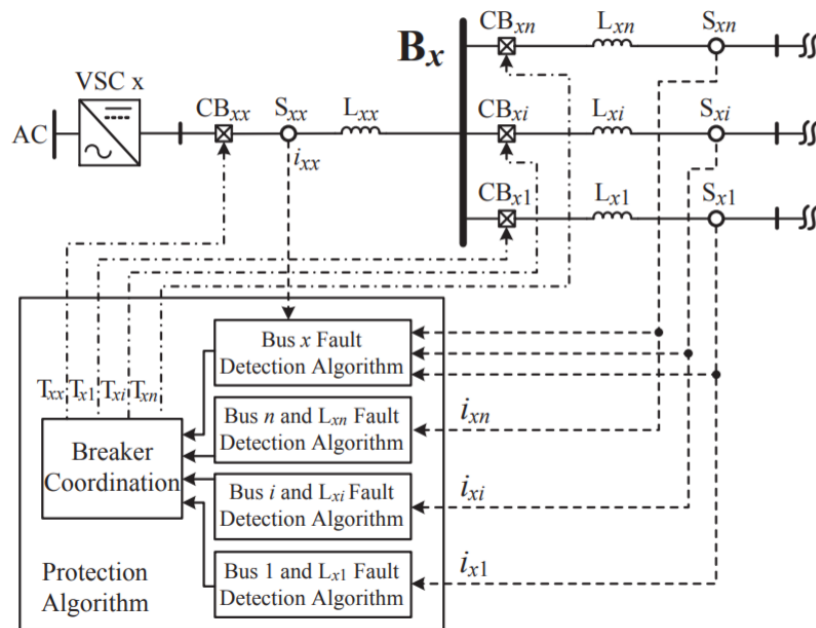 CBxn Lxn Sxn
Bx
VSC x
CBxx Sxx Lxx
CBxi Lxi Sxi
AC
ixx
CBx1 Lx1 Sx1
Bus x Fault
Detection Algorithm
Txx Tx1 Txi Txn
Bus n and Lxn Fault
Detection Algorithm
ixn
Breaker
Coordination
Bus i and Lxi Fault
Detection Algorithm
ixi
Protection
Algorithm
Bus 1 and Lx1 Fault
Detection Algorithm
ix1